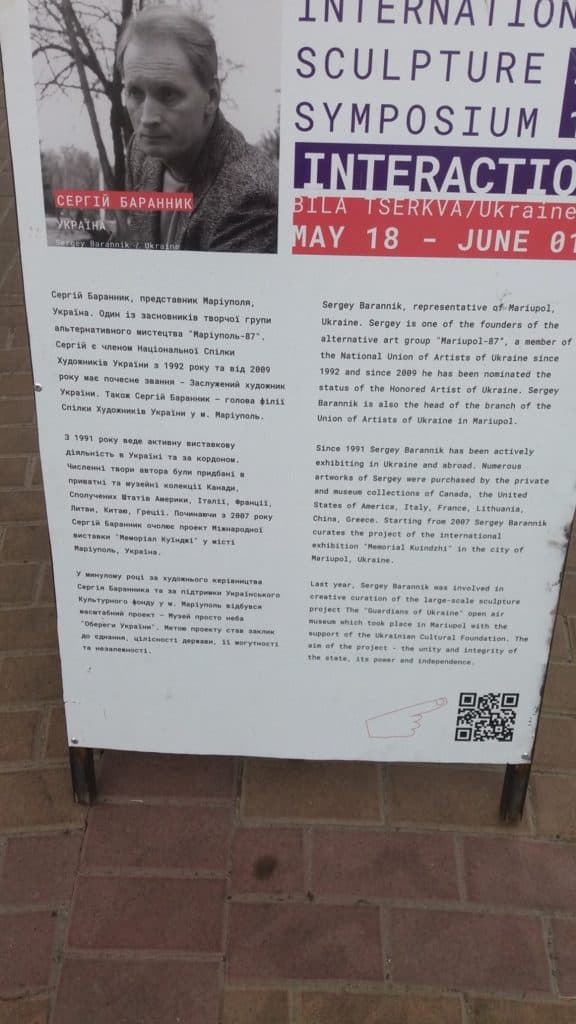 INTERNATION
SCULPTURE
SYMPOSIUM
INTERACTIO
BILA TSERKVA/Ukraine
MAY 18 - JUNE 01
СЕРГІЙ БАРАННИК
УКРАЇНА
Sergey Barannik / Ukraine
Сергій Баранник, представник Маріуполя,
Україна. Один із засновників творчої групи
альтернативного мистецтва "Маріуполь-87".
Сергій є членом Національної Спілки
Художників України з 1992 року та від 2009
року має почесне звання – Заслужений художник
України. Також Сергій Баранник – голова філії
Спілки Художників України у м. Маріуполь.
З 1991 року веде активну виставкову
діяльність в Україні та за кордоном.
Численні твори автора були придбані в
приватні та музейні колекції Канади,
Сполучених Штатів Америки, Італії, Франції,
Литви, Китаю, Греції. Починаючи з 2007 року
Сергій Баранник очолює проект Міжнародної
виставки "Меморіал Куїнджі" у місті
Маріуполь, Україна.
У минулому році за художнього керівництва
Сергія Баранника та за підтримки Українського
Культурного фонду у м. Маріуполь відбувся
масштабний проект – Музей просто неба
"Обереги України". Метою проекту став заклик
до єднання, цілісності держави, її могутності
та незалежності.
Sergey Barannik, representative of Mariupol,
Ukraine. Sergey is one of the founders of the
alternative art group "Mariupol-87", a member of
the National Union of Artists of Ukraine since
1992 and since 2009 he has been nominated the
status of the Honored Artist of Ukraine. Sergey
Barannik is also the head of the branch of the
Union of Artists of Ukraine in Mariupol.
Since 1991 Sergey Barannik has been actively
exhibiting in Ukraine and abroad. Numerous
artworks of Sergey were purchased by the private
and museum collections of Canada, the United
States of America, Italy, France, Lithuania,
China, Greece. Starting from 2007 Sergey Barannik
curates the project of the international
exhibition "Memorial Kuindzhi" in the city of
Mariupol, Ukraine.
Last year, Sergey Barannik was involved in
creative curation of the large-scale sculpture
project The "Guardians of Ukraine" open air
museum which took place in Mariupol with the
support of the Ukrainian Cultural Foundation. The
aim of the project - the unity and integrity of
the state, its power and independence.